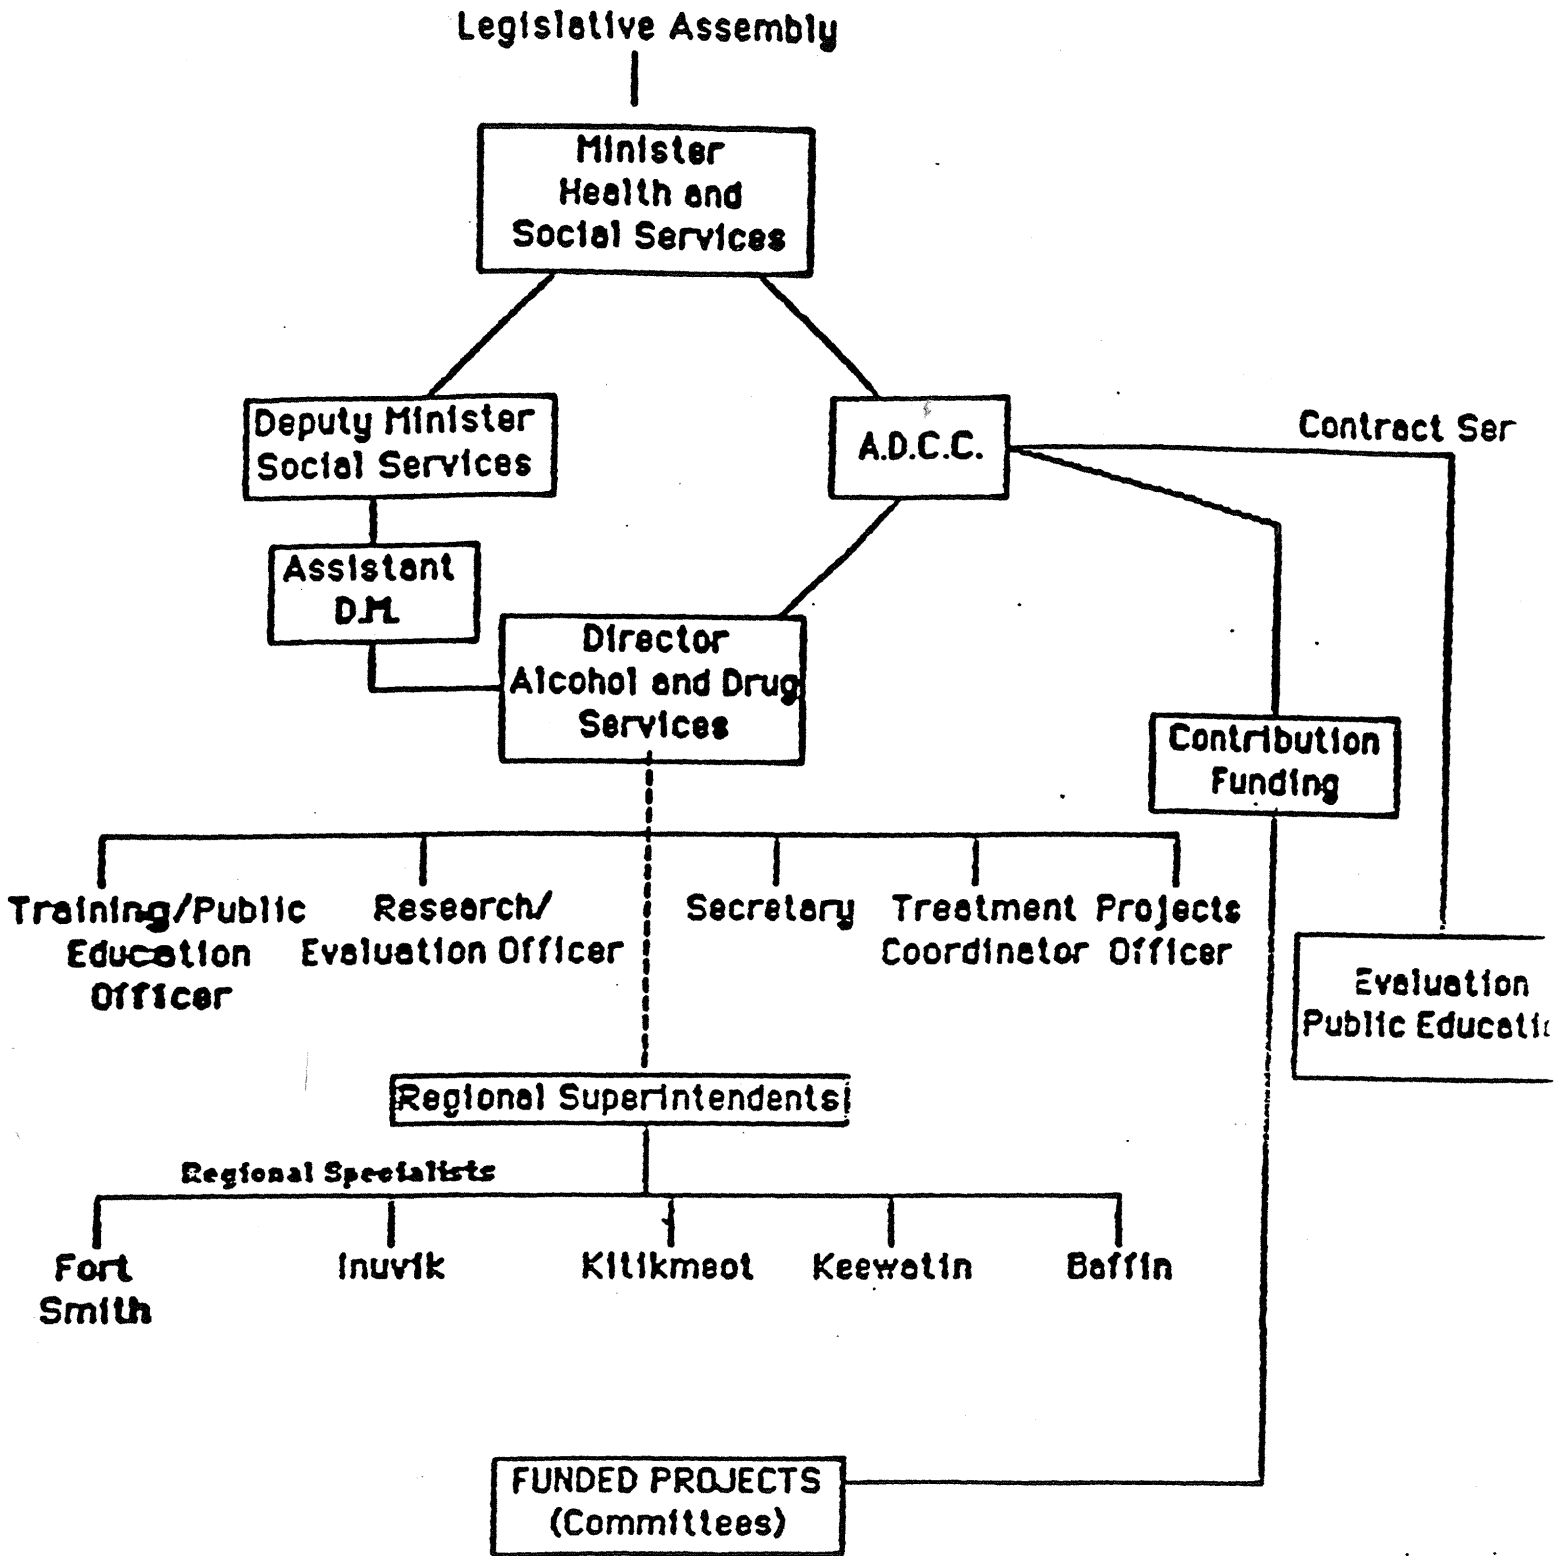 Legislative Assembly
Minister
Health and
Social Services
Deputy Minister
Social Services
A.D.C.C.
Contract Ser
Assistant
D.M.
Director
Alcohol and Drug
Services
Contribution
Funding
Training/Public
Education
Officer
Research/
Evaluation Officer
Secretary
Treatment
Coordinator
Projects
Officer
Evaluation
Public Educati
Regional Superintendents
Regional Specialists
Fort
Smith
Inuvik
Kitikmeot
Keewatin
Baffin
FUNDED PROJECTS
(Committees)